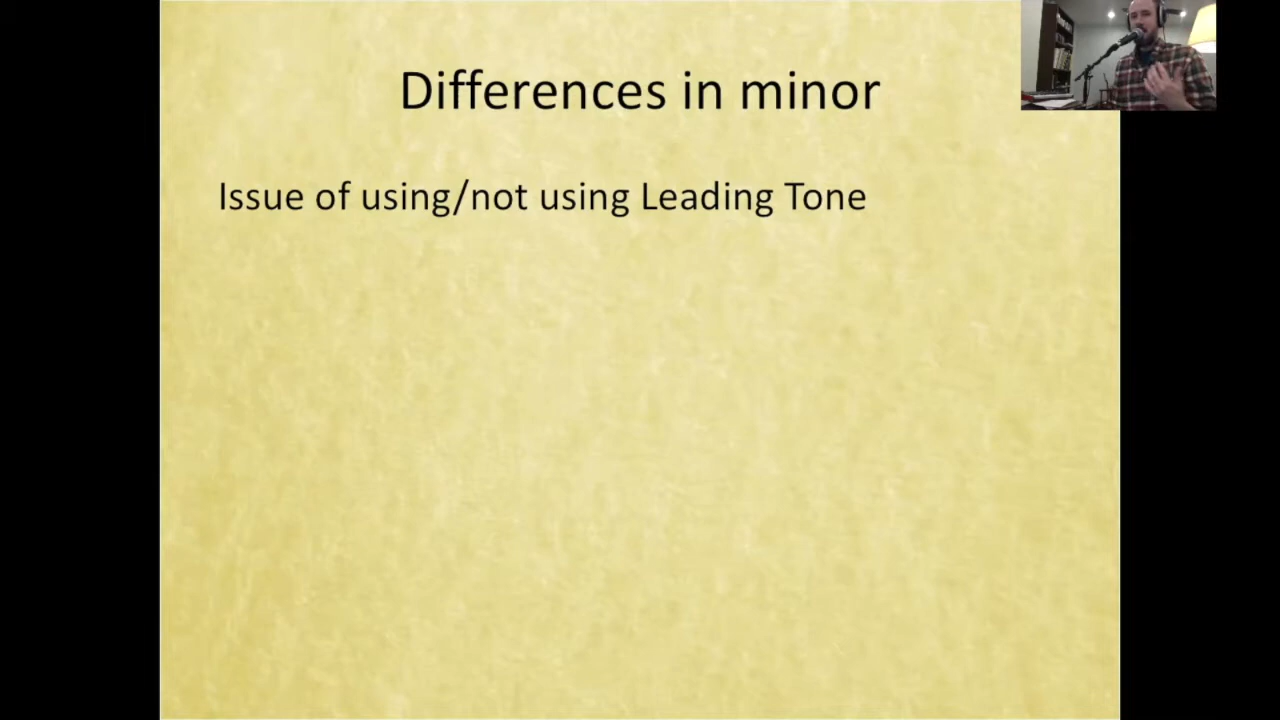 Differences in minor
Issue of using/not using Leading Tone